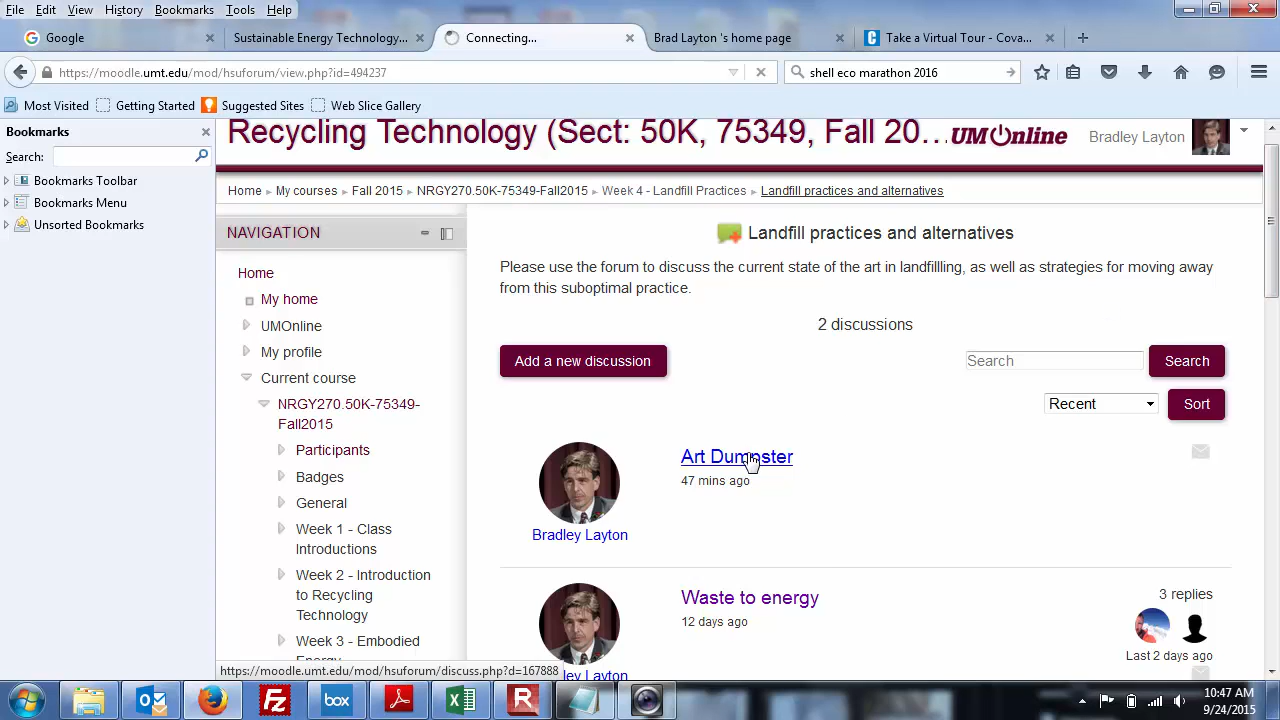 File Edit View History Bookmarks Tools Help
Google Sustainable Energy Technology... Connecting... Brad Layton 's home page Take a Virtual Tour - Cova...
https://moodle.umt.edu/mod/hsuforum/view.php?id=494237 shell eco marathon 2016
Most Visited Getting Started Suggested Sites Web Slice Gallery
Bookmarks
Search:
Bookmarks Toolbar
Bookmarks Menu
Unsorted Bookmarks
Recycling Technology (Sect: 50K, 75349, Fall 20... UMOnline Bradley Layton
Home My courses Fall 2015 NRGY270.50K-75349-Fall2015 Week 4 - Landfill Practices Landfill practices and alternatives
NAVIGATION
Home
My home
UMOnline
My profile
Current course
NRGY270.50K-75349-
Fall2015
Participants
Badges
General
Week 1 - Class
Introductions
Week 2 - Introduction
to Recycling
Technology
Week 3 - Embodied
Landfill practices and alternatives
Please use the forum to discuss the current state of the art in landfillling, as well as strategies for moving away
from this suboptimal practice.
2 discussions
Add a new discussion Search Search
Recent Sort
Art Dumpster
47 mins ago
Bradley Layton
Waste to energy
12 days ago
3 replies
Last 2 days ago
Layton
https://moodle.umt.edu/mod/hsuforum/discuss.php?d=167888
box
10:47 AM
9/24/2015